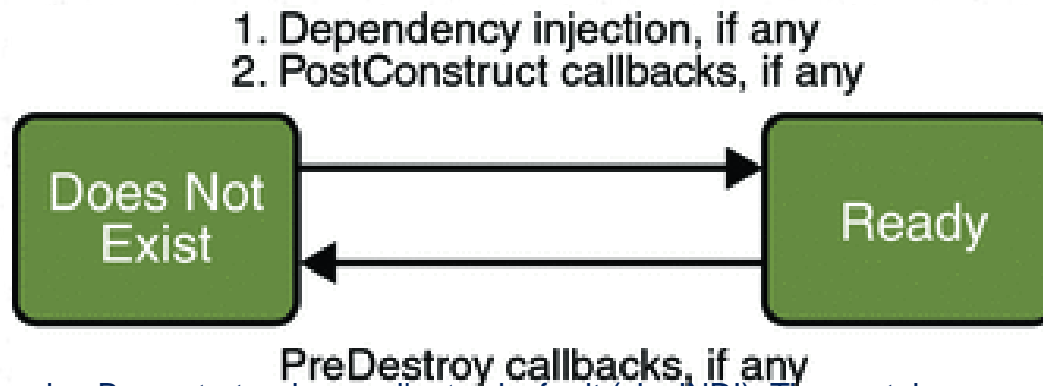 1. Dependency injection, if any
2. PostConstruct callbacks, if any
Does Not
Exist
Ready
PreDestroy callbacks, if any